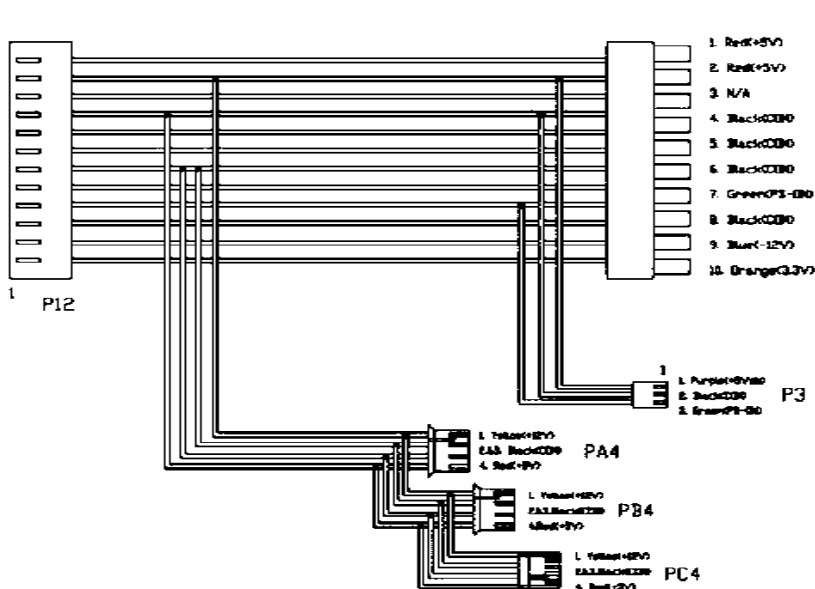 1. Red(+5V)
2. Red(+5V)
3. N/A
4. Black(COM)
5. Black(COM)
6. Black(COM)
7. Green(PS-ON)
8. Black(COM)
9. Blue(-12V)
10. Orange(3.3V)
1
P12
1
1. Purple(+5Vsb)
2. Black(COM)
3. Green(PS-ON)
P3
1. Yellow(+12V)
2.&3. Black(COM)
4. Red(+5V)
PA4
1. Yellow(+12V)
2.&3.Black(COM)
4.Red(+5V)
PB4
1. Yellow(+12V)
2.&3.Black(COM)
4. Red(+5V)
PC4